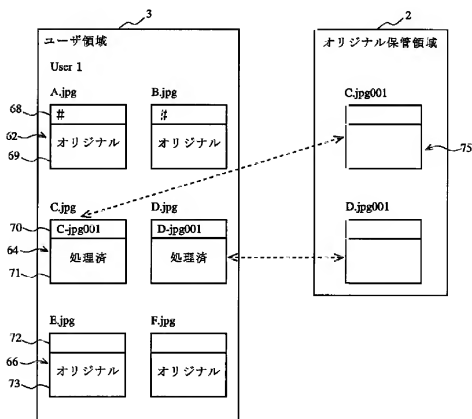 3
2
ユーザ領域
オリジナル保管領域
User 1
A.jpg
B.jpg
C.jpg001
68
#
#
62
オリジナル
オリジナル
75
69
C.jpg
D.jpg
D.jpg001
70
C-jpg001
D-jpg001
64
処理済
処理済
71
E.jpg
F.jpg
72
66
オリジナル
オリジナル
73